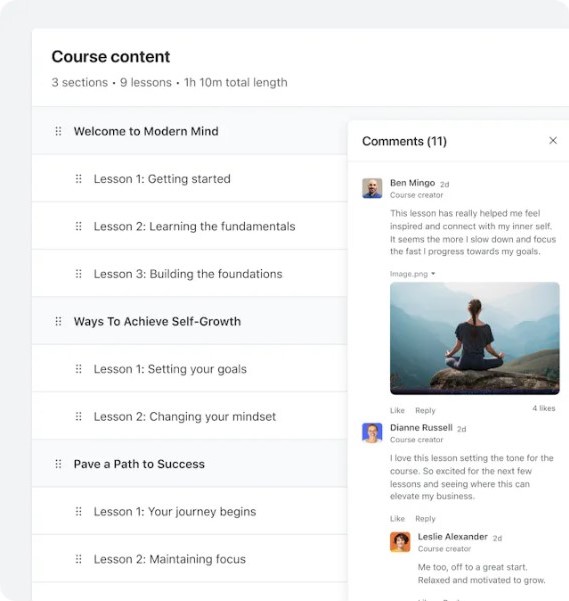 Course content
3 sections • 9 lessons • 1h 10m total length
Welcome to Modern Mind
Lesson 1: Getting started
Lesson 2: Learning the fundamentals
Lesson 3: Building the foundations
Ways To Achieve Self-Growth
Lesson 1: Setting your goals
Lesson 2: Changing your mindset
Pave a Path to Success
Lesson 1: Your journey begins
Lesson 2: Maintaining focus
Comments (11)
Ben Mingo 2d
Course creator
This lesson has really helped me feel
inspired and connect with my inner self.
It seems the more I slow down and focus
the fast I progress towards my goals.
Image.png
Like Reply 4 likes
Dianne Russell 2d
Course creator
I love this lesson setting the tone for the
course. So excited for the next few
lessons and seeing where this can
elevate my business.
Like Reply
Leslie Alexander 2d
Course creator
Me too, off to a great start.
Relaxed and motivated to grow.